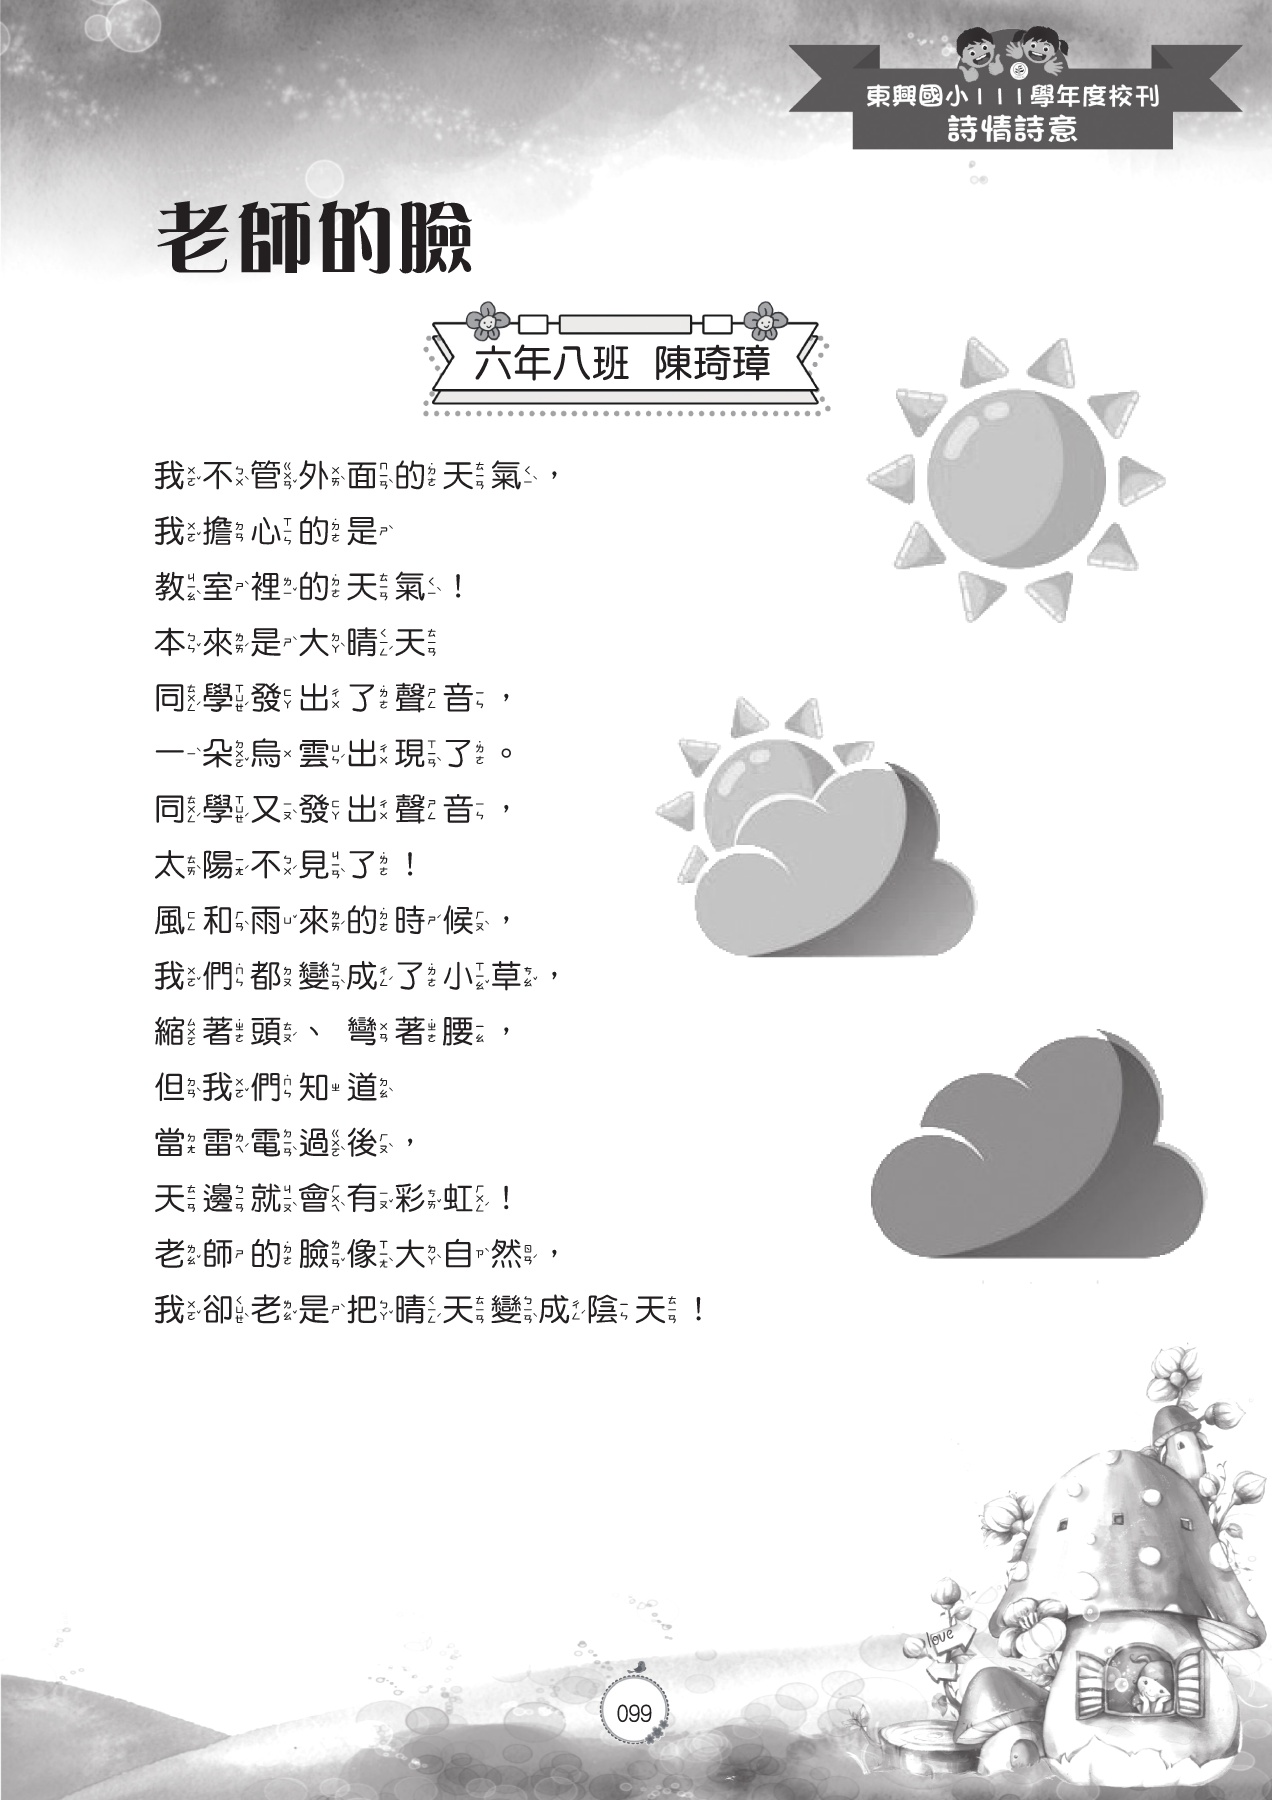 東興國小111學年度校刊
詩情詩意
老師的臉
六年八班 陳琦璋
我不管外面的天氣，
我擔心的是
教室裡的天氣！
本來是大晴天
同學發出了聲音，
一朵烏雲出現了。
同學又發出聲音，
太陽不見了！
風和雨來的時候，
我們都變成了小草，
縮著頭、彎著腰，
但我們知道
當雷電過後，
天邊就會有彩虹！
老師的臉像大自然，
我卻老是把晴天變成陰天！
love
099